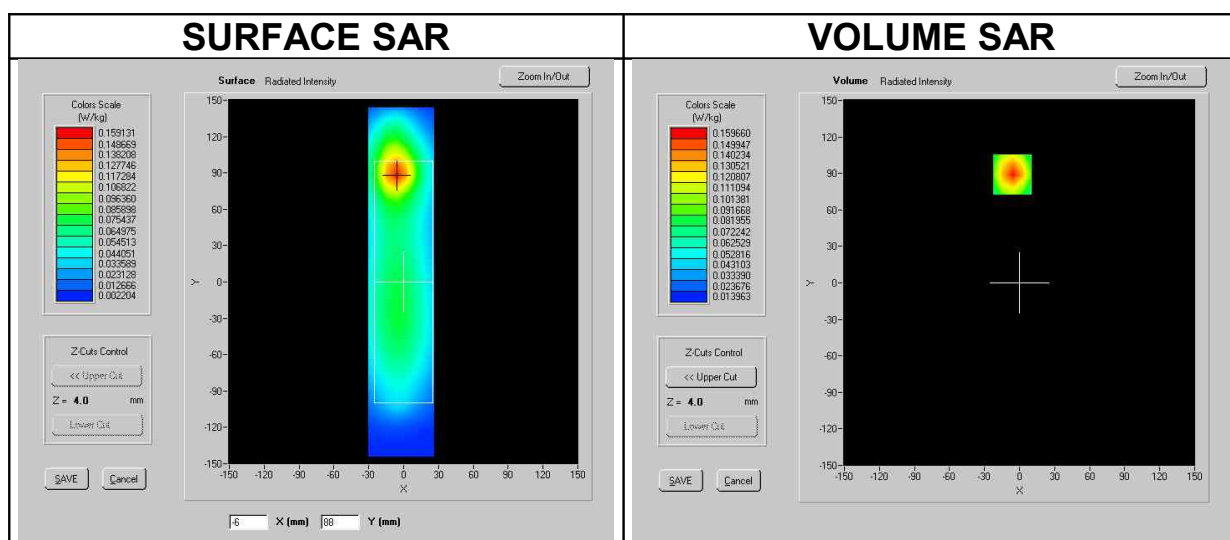 SURFACE SAR
VOLUME SAR
Surface Radiated Intensity
Zoom In/Out
Colors Scale
(W/kg)
0.159131
0.148669
0.138208
0.127746
0.117284
0.106822
0.096360
0.085898
0.075437
0.064975
0.054513
0.044051
0.033589
0.023128
0.012666
0.002204
Z-Cuts Control
<< Upper Cut
Z = 4.0 mm
Lower Cut
SAVE
Cancel
150
120
90
60
30
0
-30
-60
-90
-120
-150
Y
-150 -120 -90 -60 -30 0 30 60 90 120 150
X
-6 X (mm) 88 Y (mm)
Volume Radiated Intensity
Zoom In/Out
Colors Scale
(W/kg)
0.159660
0.149947
0.140234
0.130521
0.120807
0.111094
0.101381
0.091668
0.081955
0.072242
0.062529
0.052816
0.043103
0.033390
0.023676
0.013963
Z-Cuts Control
<< Upper Cut
Z = 4.0 mm
Lower Cut
SAVE
Cancel
150
120
90
60
30
0
-30
-60
-90
-120
-150
Y
-150 -120 -90 -60 -30 0 30 60 90 120 150
X